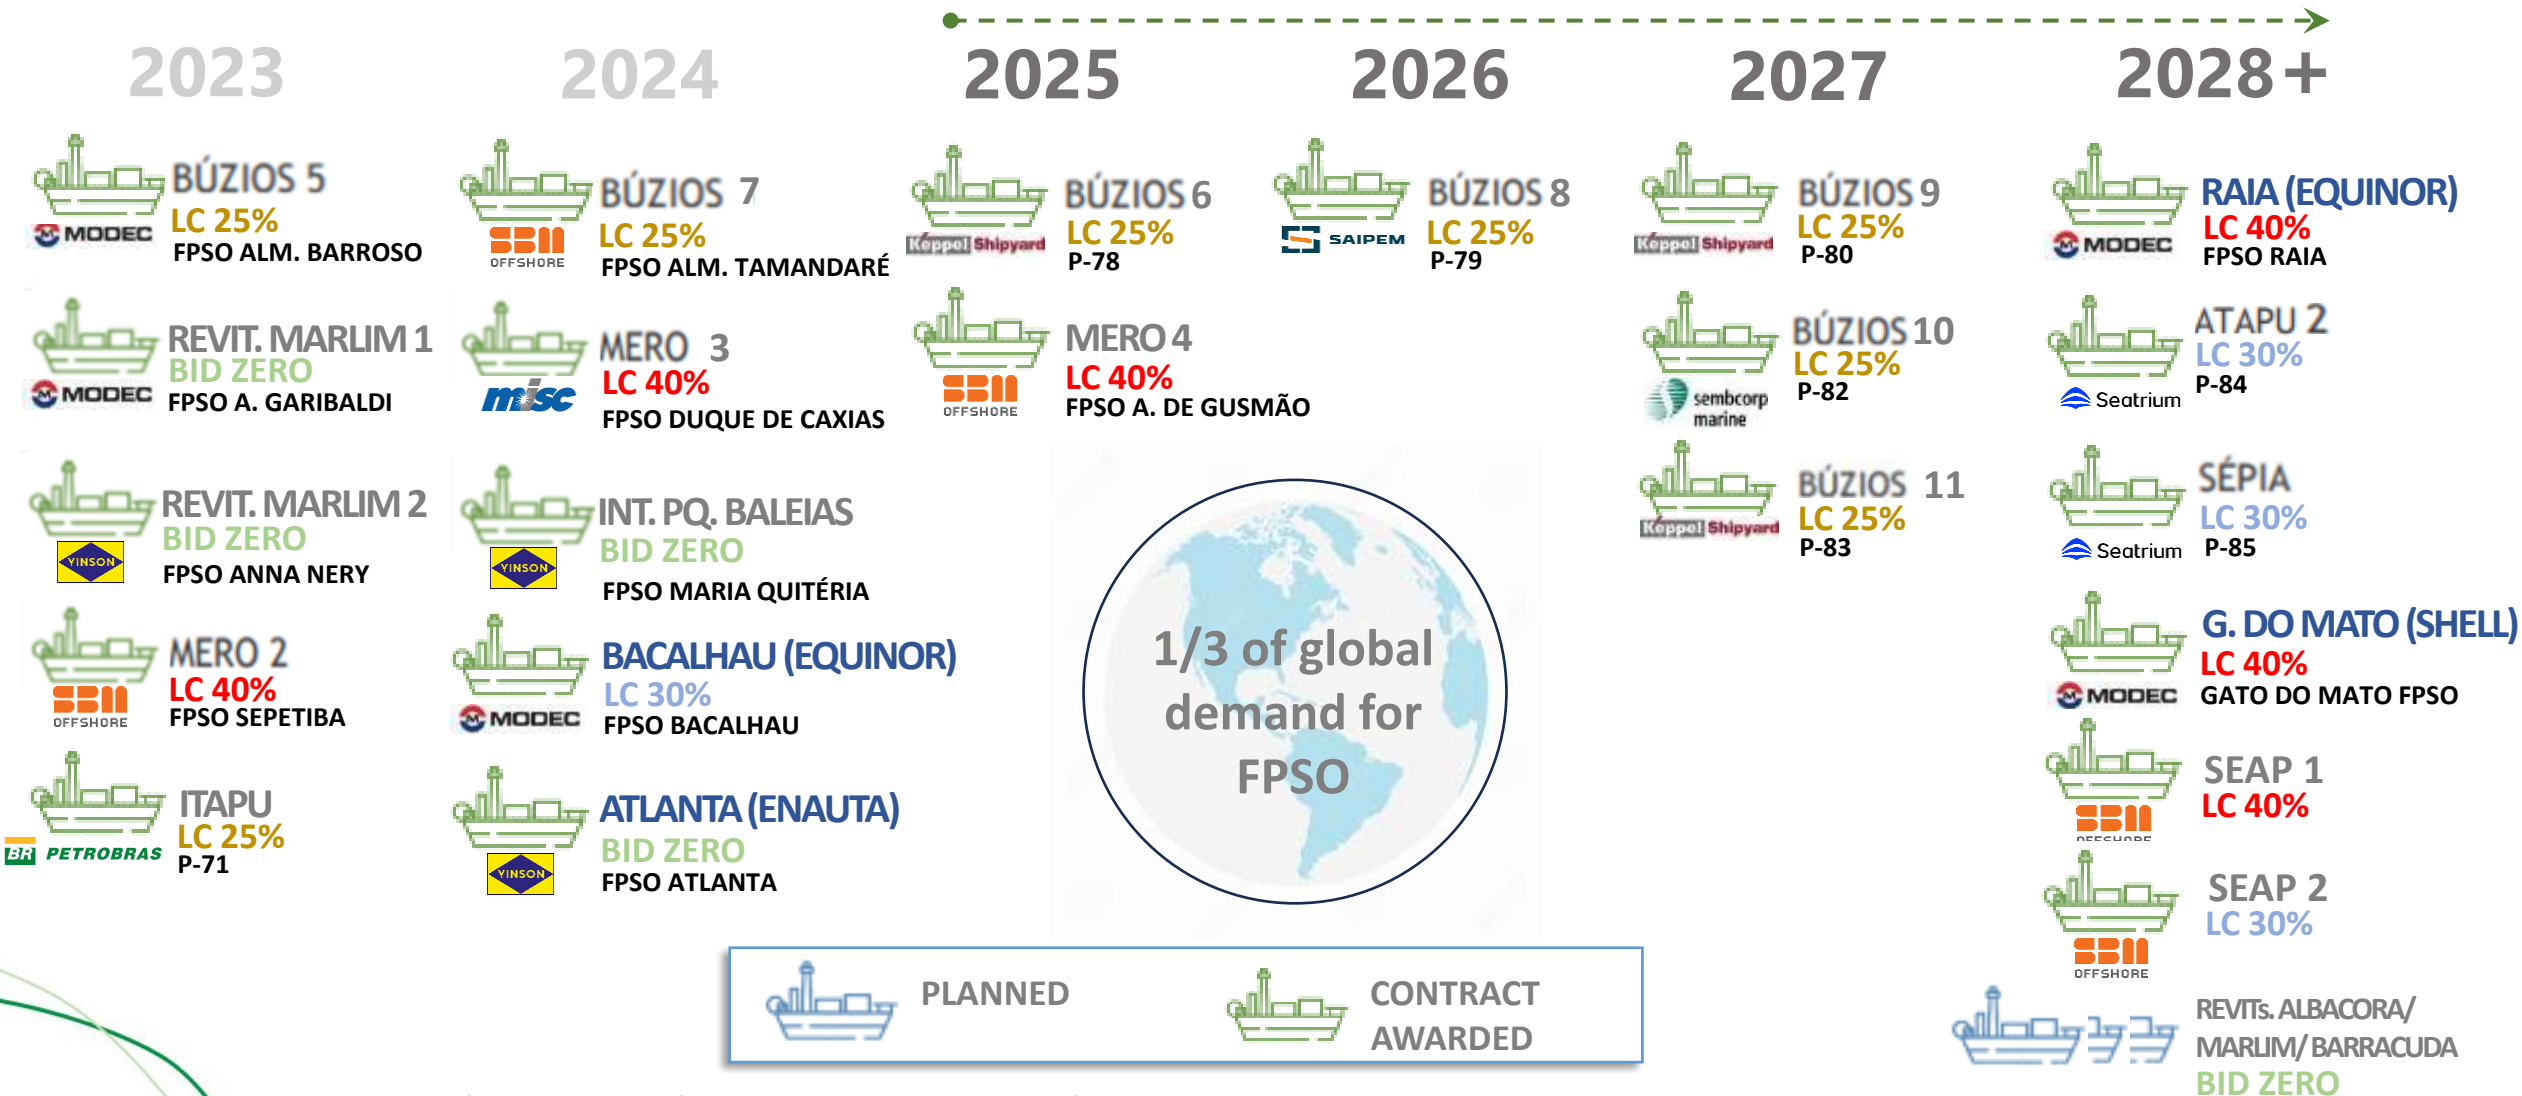 2023
2024
2025
2026
2027
2028+
BÚZIOS 5
LC 25%
MODEC
FPSO ALM. BARROSO
REVIT. MARLIM 1
BID ZERO
MODEC
FPSO A. GARIBALDI
REVIT. MARLIM 2
BID ZERO
YINSON
FPSO ANNA NERY
MERO 2
LC 40%
SBM
OFFSHORE
FPSO SEPETIBA
ITAPU
LC 25%
BR PETROBRAS
P-71
BÚZIOS 7
LC 25%
SBM
OFFSHORE
FPSO ALM. TAMANDARÉ
MERO 3
LC 40%
misc
FPSO DUQUE DE CAXIAS
INT. PQ. BALEIAS
BID ZERO
YINSON
FPSO MARIA QUITÉRIA
BACALHAU (EQUINOR)
LC 30%
MODEC
FPSO BACALHAU
ATLANTA (ENAUTA)
BID ZERO
YINSON
FPSO ATLANTA
BÚZIOS 6
LC 25%
Keppel Shipyard
P-78
MERO 4
LC 40%
SBM
OFFSHORE
FPSO A. DE GUSMÃO
BÚZIOS 8
LC 25%
SAIPEM
P-79
1/3 of global
demand for
FPSO
BÚZIOS 9
LC 25%
Keppel Shipyard
P-80
BÚZIOS 10
LC 25%
P-82
sembcorp
marine
BÚZIOS 11
LC 25%
Keppel Shipyard
P-83
RAIA (EQUINOR)
LC 40%
MODEC
FPSO RAIA
ATAPU 2
LC 30%
P-84
Seatrium
SÉPIA
LC 30%
Seatrium
P-85
G. DO MATO (SHELL)
LC 40%
MODEC
GATO DO MATO FPSO
SEAP 1
LC 40%
SBM
OFFSHORE
SEAP 2
LC 30%
SBM
OFFSHORE
REVITs. ALBACORA/
MARLIM/ BARRACUDA
BID ZERO
PLANNED
CONTRACT
AWARDED